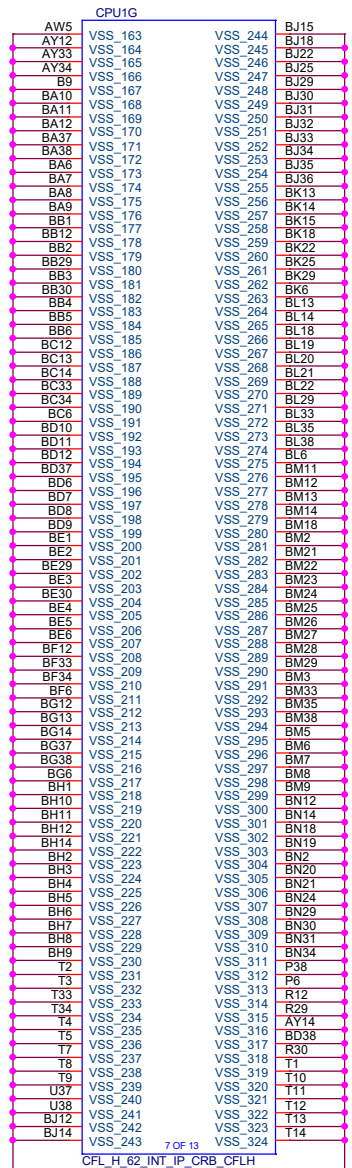 CPU1G
AW5 VSS_163 VSS_244 BJ15
AY12 VSS_164 VSS_245 BJ18
AY33 VSS_165 VSS_246 BJ22
AY34 VSS_166 VSS_247 BJ25
B9 VSS_167 VSS_248 BJ29
BA10 VSS_168 VSS_249 BJ30
BA11 VSS_169 VSS_250 BJ31
BA12 VSS_170 VSS_251 BJ32
BA37 VSS_171 VSS_252 BJ33
BA38 VSS_172 VSS_253 BJ34
BA6 VSS_173 VSS_254 BJ35
BA7 VSS_174 VSS_255 BJ36
BA8 VSS_175 VSS_256 BK13
BA9 VSS_176 VSS_257 BK14
BB1 VSS_177 VSS_258 BK15
BB12 VSS_178 VSS_259 BK18
BB2 VSS_179 VSS_260 BK22
BB29 VSS_180 VSS_261 BK25
BB3 VSS_181 VSS_262 BK29
BB30 VSS_182 VSS_263 BK6
BB4 VSS_183 VSS_264 BL13
BB5 VSS_184 VSS_265 BL14
BB6 VSS_185 VSS_266 BL18
BC12 VSS_186 VSS_267 BL19
BC13 VSS_187 VSS_268 BL20
BC14 VSS_188 VSS_269 BL21
BC33 VSS_189 VSS_270 BL22
BC34 VSS_190 VSS_271 BL29
BC6 VSS_191 VSS_272 BL33
BD10 VSS_192 VSS_273 BL35
BD11 VSS_193 VSS_274 BL38
BD12 VSS_194 VSS_275 BL6
BD37 VSS_195 VSS_276 BM11
BD6 VSS_196 VSS_277 BM12
BD7 VSS_197 VSS_278 BM13
BD8 VSS_198 VSS_279 BM14
BD9 VSS_199 VSS_280 BM18
BE1 VSS_200 VSS_281 BM2
BE2 VSS_201 VSS_282 BM21
BE29 VSS_202 VSS_283 BM22
BE3 VSS_203 VSS_284 BM23
BE30 VSS_204 VSS_285 BM24
BE4 VSS_205 VSS_286 BM25
BE5 VSS_206 VSS_287 BM26
BE6 VSS_207 VSS_288 BM27
BF12 VSS_208 VSS_289 BM28
BF33 VSS_209 VSS_290 BM29
BF34 VSS_210 VSS_291 BM3
BF6 VSS_211 VSS_292 BM33
BG12 VSS_212 VSS_293 BM35
BG13 VSS_213 VSS_294 BM38
BG14 VSS_214 VSS_295 BM5
BG37 VSS_215 VSS_296 BM6
BG38 VSS_216 VSS_297 BM7
BG6 VSS_217 VSS_298 BM8
BH1 VSS_218 VSS_299 BM9
BH10 VSS_219 VSS_300 BN12
BH11 VSS_220 VSS_301 BN14
BH12 VSS_221 VSS_302 BN18
BH14 VSS_222 VSS_303 BN19
BH2 VSS_223 VSS_304 BN2
BH3 VSS_224 VSS_305 BN20
BH4 VSS_225 VSS_306 BN21
BH5 VSS_226 VSS_307 BN24
BH6 VSS_227 VSS_308 BN29
BH7 VSS_228 VSS_309 BN30
BH8 VSS_229 VSS_310 BN31
BH9 VSS_230 VSS_311 BN34
T2 VSS_231 VSS_312 P38
T3 VSS_232 VSS_313 P6
T33 VSS_233 VSS_314 R12
T34 VSS_234 VSS_315 R29
T4 VSS_235 VSS_316 AY14
T5 VSS_236 VSS_317 BD38
T7 VSS_237 VSS_318 R30
T8 VSS_238 VSS_319 T1
T9 VSS_239 VSS_320 T10
U37 VSS_240 VSS_321 T11
U38 VSS_241 VSS_322 T12
BJ12 VSS_242 VSS_323 T13
BJ14 VSS_243 VSS_324 T14
7 OF 13
CFL_H_62_INT_IP_CRB_CFLH